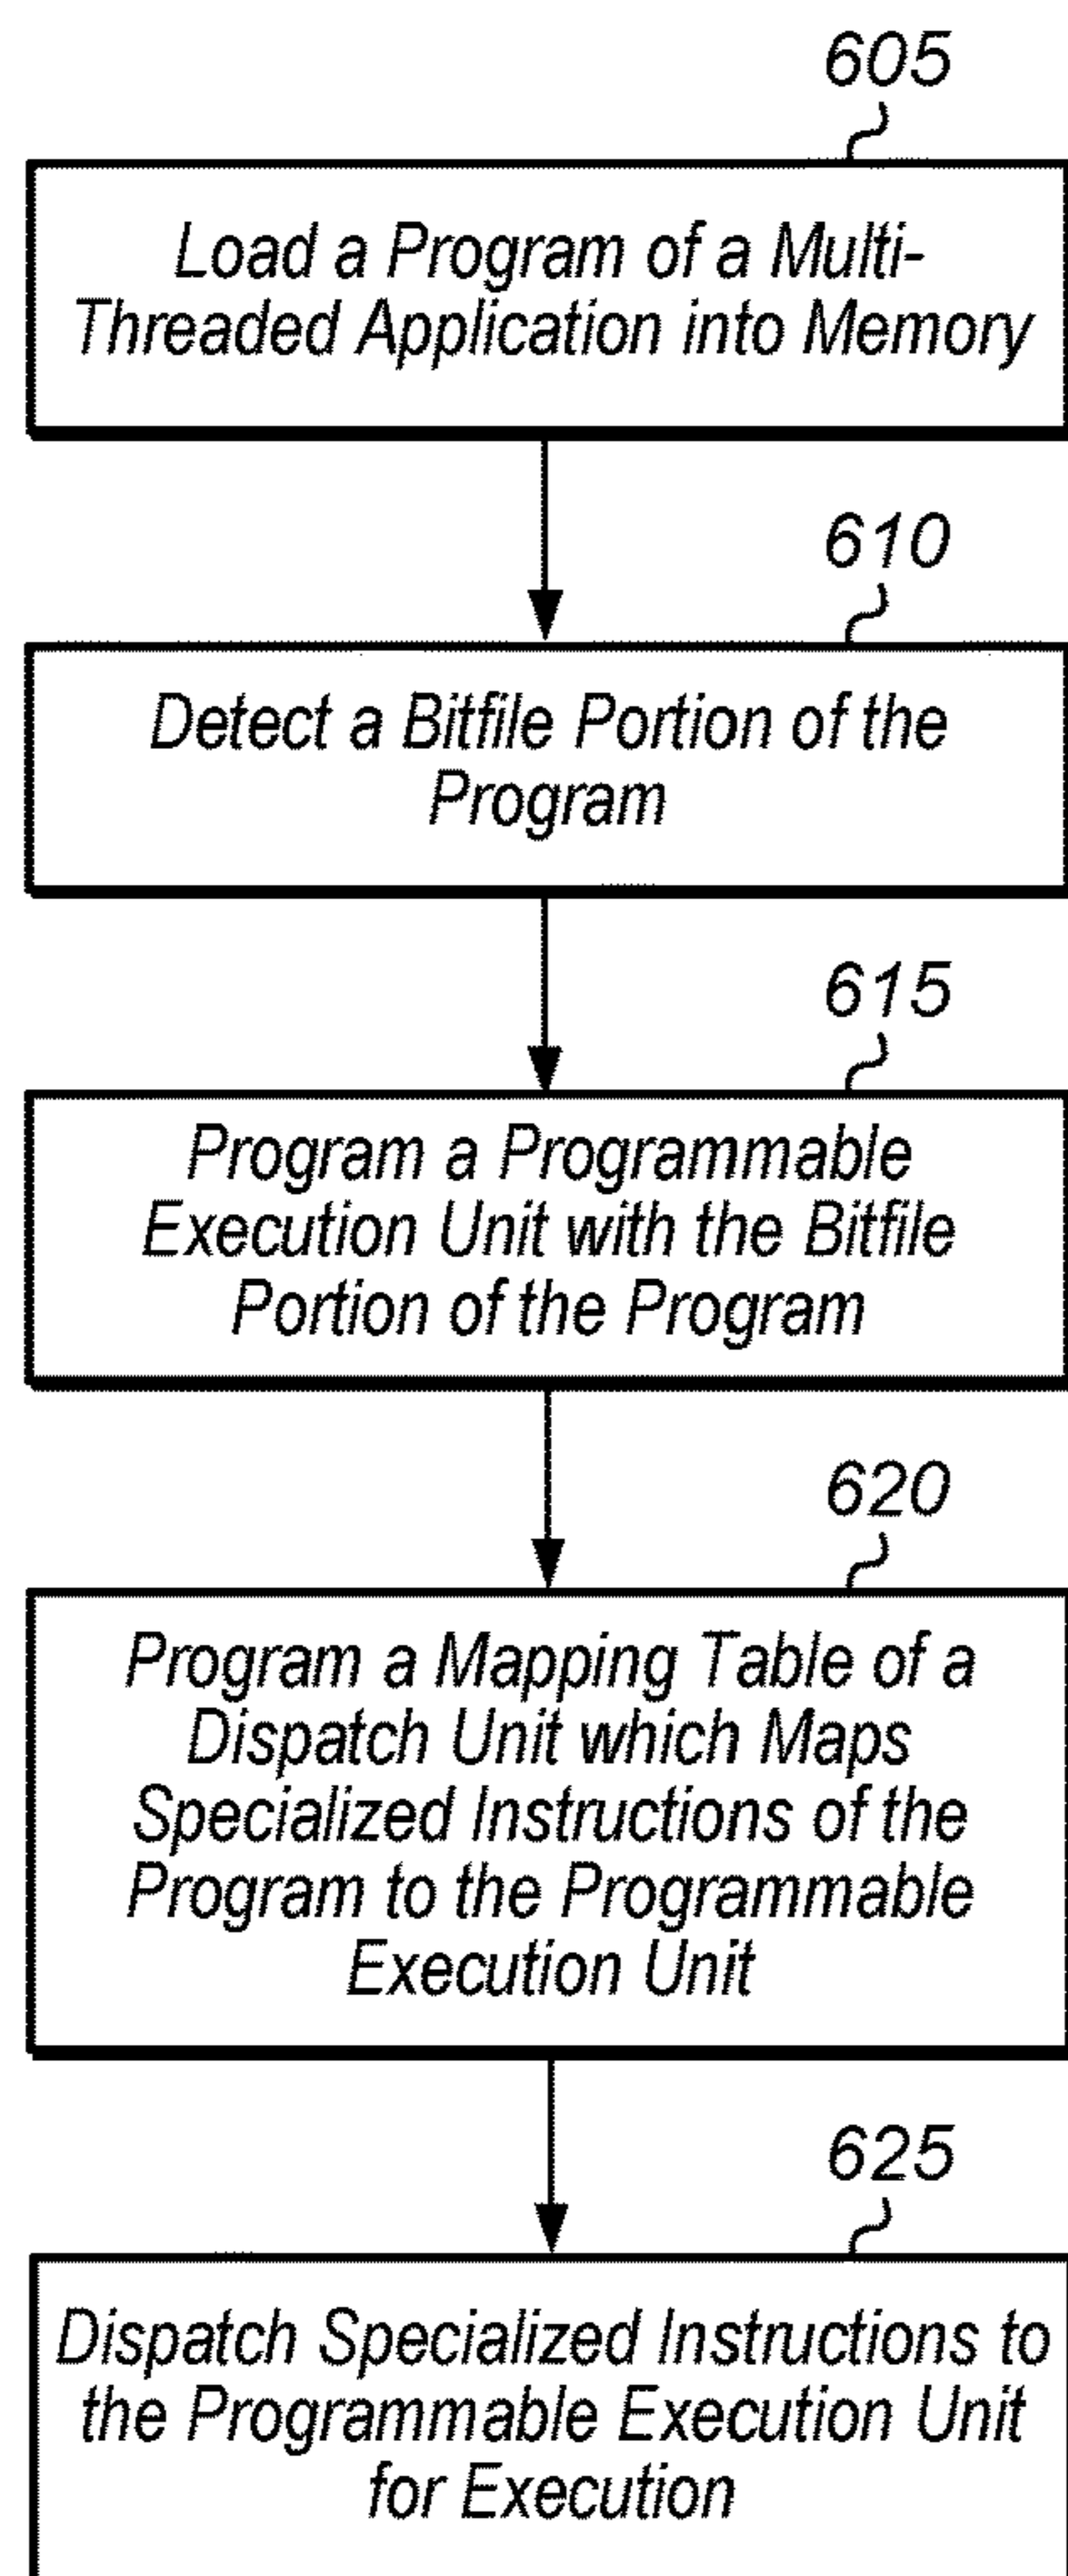 605
Load a Program of a Multi-
Threaded Application into Memory
610
Detect a Bitfile Portion of the
Program
615
Program a Programmable
Execution Unit with the Bitfile
Portion of the Program
620
Program a Mapping Table of a
Dispatch Unit which Maps
Specialized Instructions of the
Program to the Programmable
Execution Unit
625
Dispatch Specialized Instructions to
the Programmable Execution Unit
for Execution